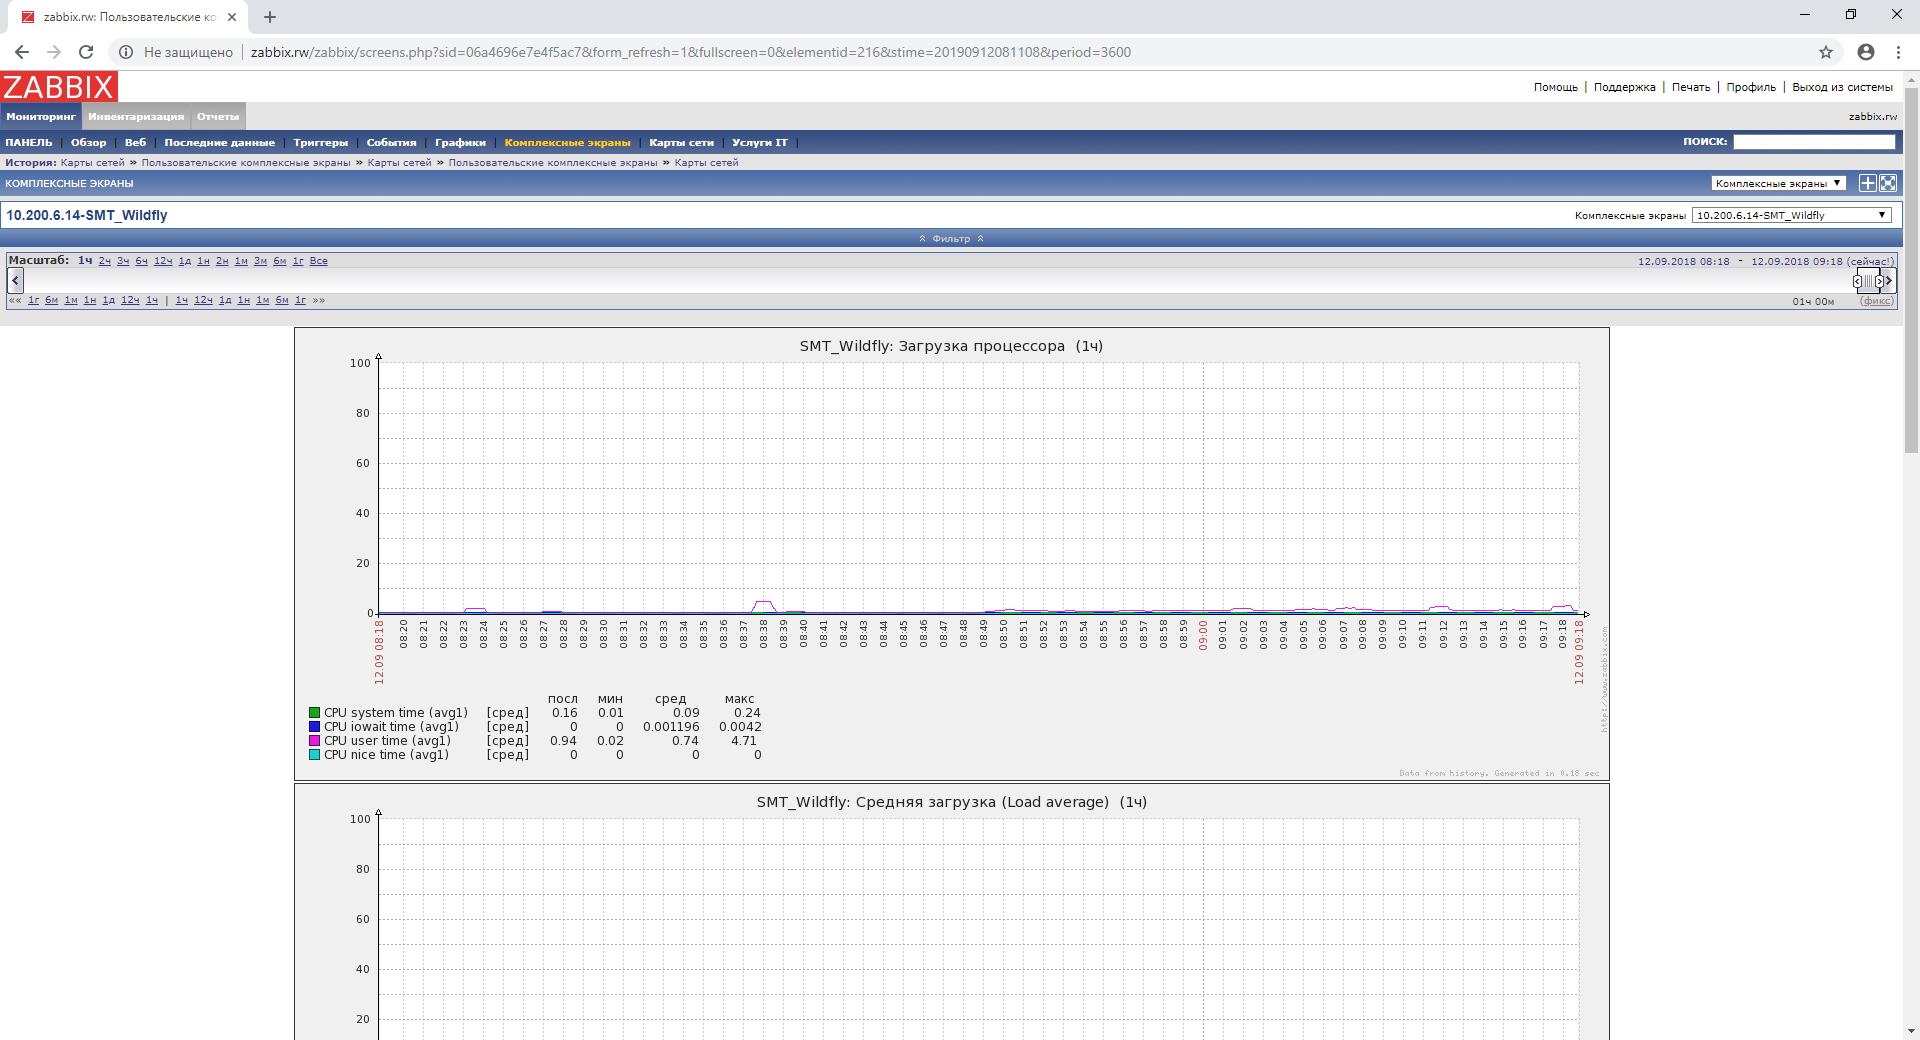 zabbix.rw: Пользовательские ко
Не защищено | zabbix.rw/zabbix/screens.php?sid=06a4696e7e4f5ac7&form_refresh=1&fullscreen=0&elementid=216&stime=20190912081108&period=3600
ZABBIX
Помощь | Поддержка | Печать | Профиль | Выход из системы
Мониторинг Инвентаризация Отчеты
zabbix.rw
ПАНЕЛЬ | Обзор | Веб | Последние данные | Триггеры | События | Графики | Комплексные экраны | Карты сети | Услуги IT |
ПОИСК:
История: Карты сетей » Пользовательские комплексные экраны » Карты сетей » Пользовательские комплексные экраны » Карты сетей
КОМПЛЕКСНЫЕ ЭКРАНЫ
Комплексные экраны
10.200.6.14-SMT_Wildfly
Комплексные экраны 10.200.6.14-SMT_Wildfly
Фильтр
Масштаб: 1ч 2ч 3ч 6ч 12ч 1д 1н 2н 1м 3м 6м 1г Все
12.09.2018 08:18 - 12.09.2018 09:18 (сейчас!)
«« 1г 6м 1м 1н 1д 12ч 1ч | 1ч 12ч 1д 1н 1м 6м 1г »»
01ч 00м (фикс)
SMT_Wildfly: Загрузка процессора (1ч)
100
80
60
40
20
0
12.09 08:18 08:20 08:21 08:22 08:23 08:24 08:25 08:26 08:27 08:28 08:29 08:30 08:31 08:32 08:33 08:34 08:35 08:36 08:37 08:38 08:39 08:40 08:41 08:42 08:43 08:44 08:45 08:46 08:47 08:48 08:49 08:50 08:51 08:52 08:53 08:54 08:55 08:56 08:57 08:58 08:59 09:00 09:01 09:02 09:03 09:04 09:05 09:06 09:07 09:08 09:09 09:10 09:11 09:12 09:13 09:14 09:15 09:16 09:17 09:18 12.09 09:18
http://www.zabbix.com
посл мин сред макс
CPU system time (avg1) [сред] 0.16 0.01 0.09 0.24
CPU iowait time (avg1) [сред] 0 0 0.001196 0.0042
CPU user time (avg1) [сред] 0.94 0.02 0.74 4.71
CPU nice time (avg1) [сред] 0 0 0 0
Data from history. Generated in 0.18 sec
SMT_Wildfly: Средняя загрузка (Load average) (1ч)
100
80
60
40
20